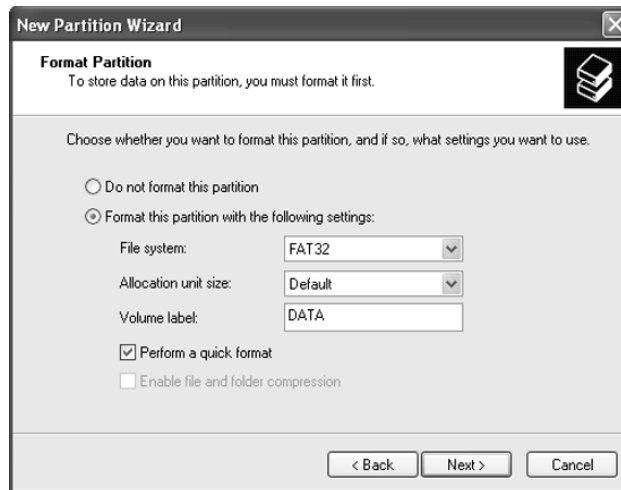 New Partition Wizard
Format Partition
To store data on this partition, you must format it first.
Choose whether you want to format this partition, and if so, what settings you want to use.
Do not format this partition
Format this partition with the following settings:
File system: FAT32
Allocation unit size: Default
Volume label: DATA
Perform a quick format
Enable file and folder compression
< Back Next > Cancel